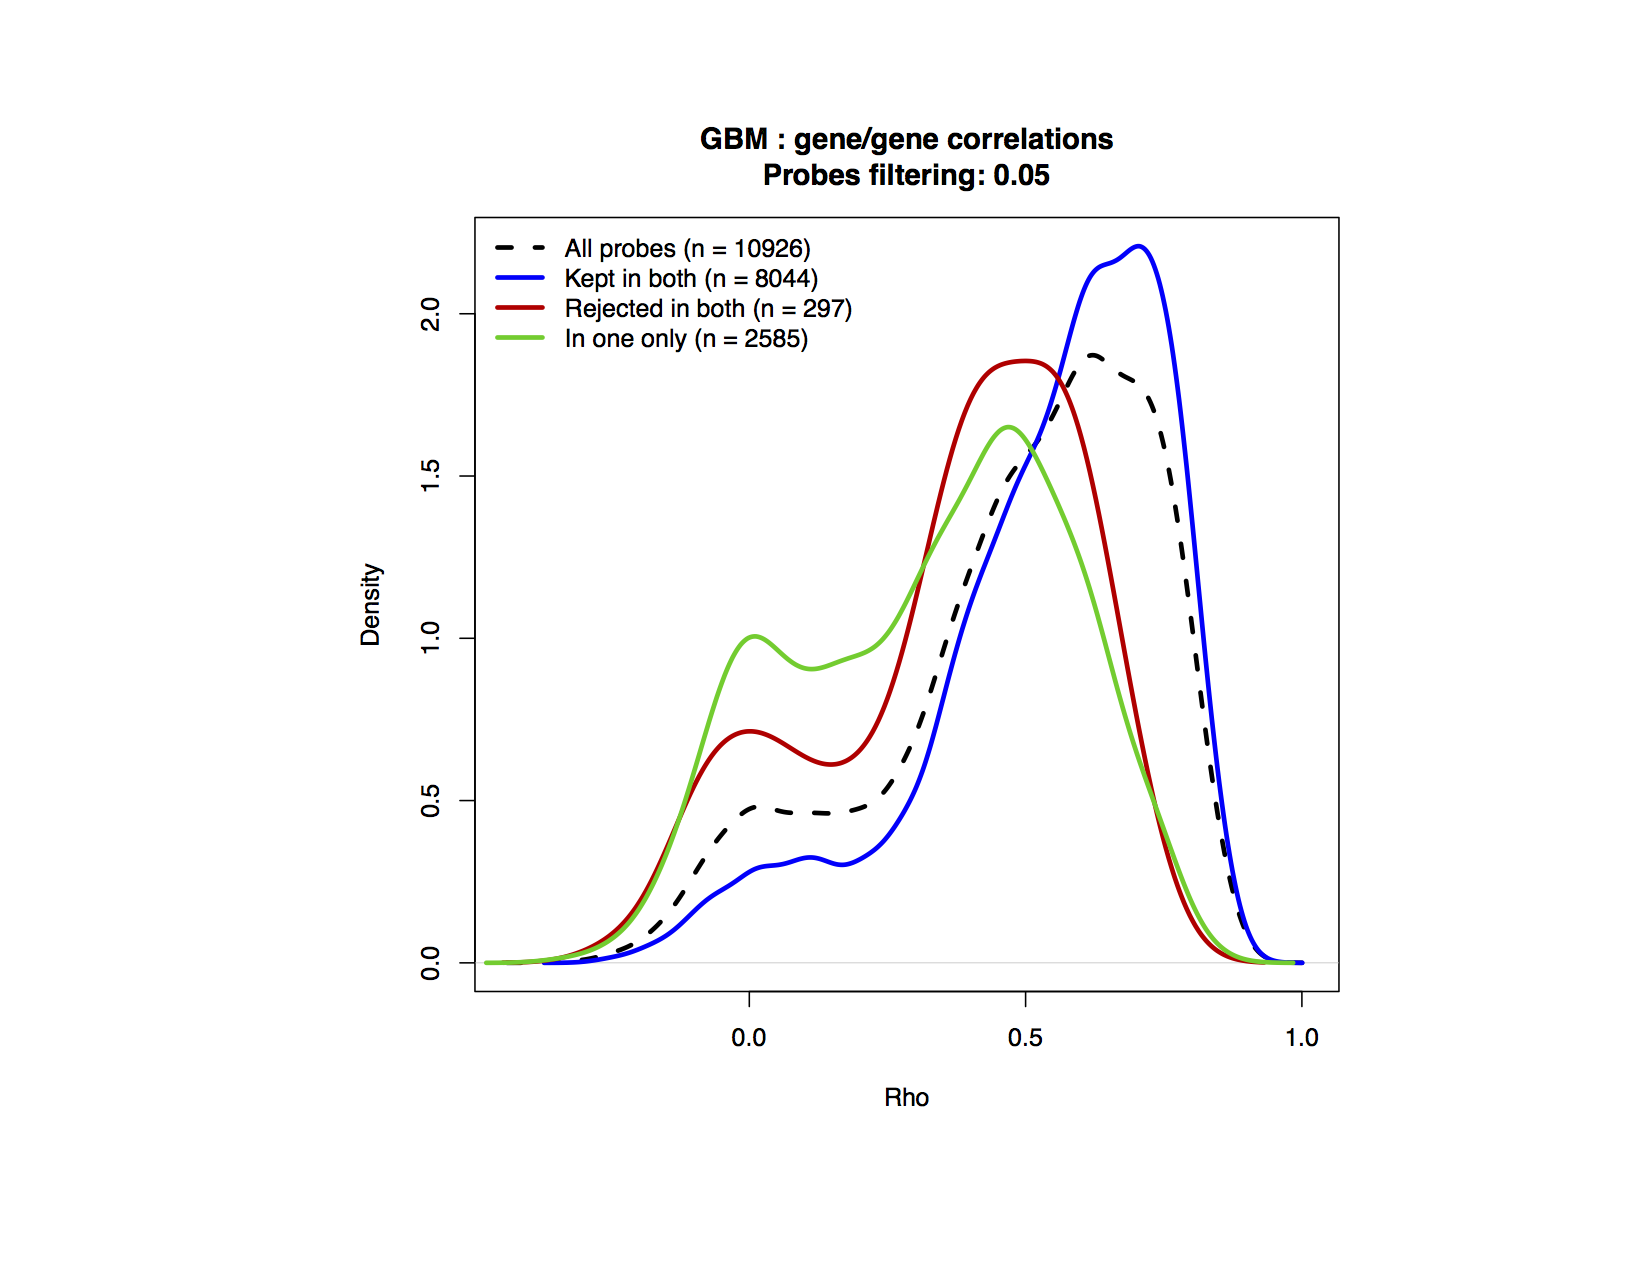 GBM : gene/gene correlations
Probes filtering: 0.05
All probes (n = 10926)
Kept in both (n = 8044)
Rejected in both (n = 297)
In one only (n = 2585)
2.0
1.5
1.0
0.5
0.0
Density
0.0 0.5 1.0
Rho